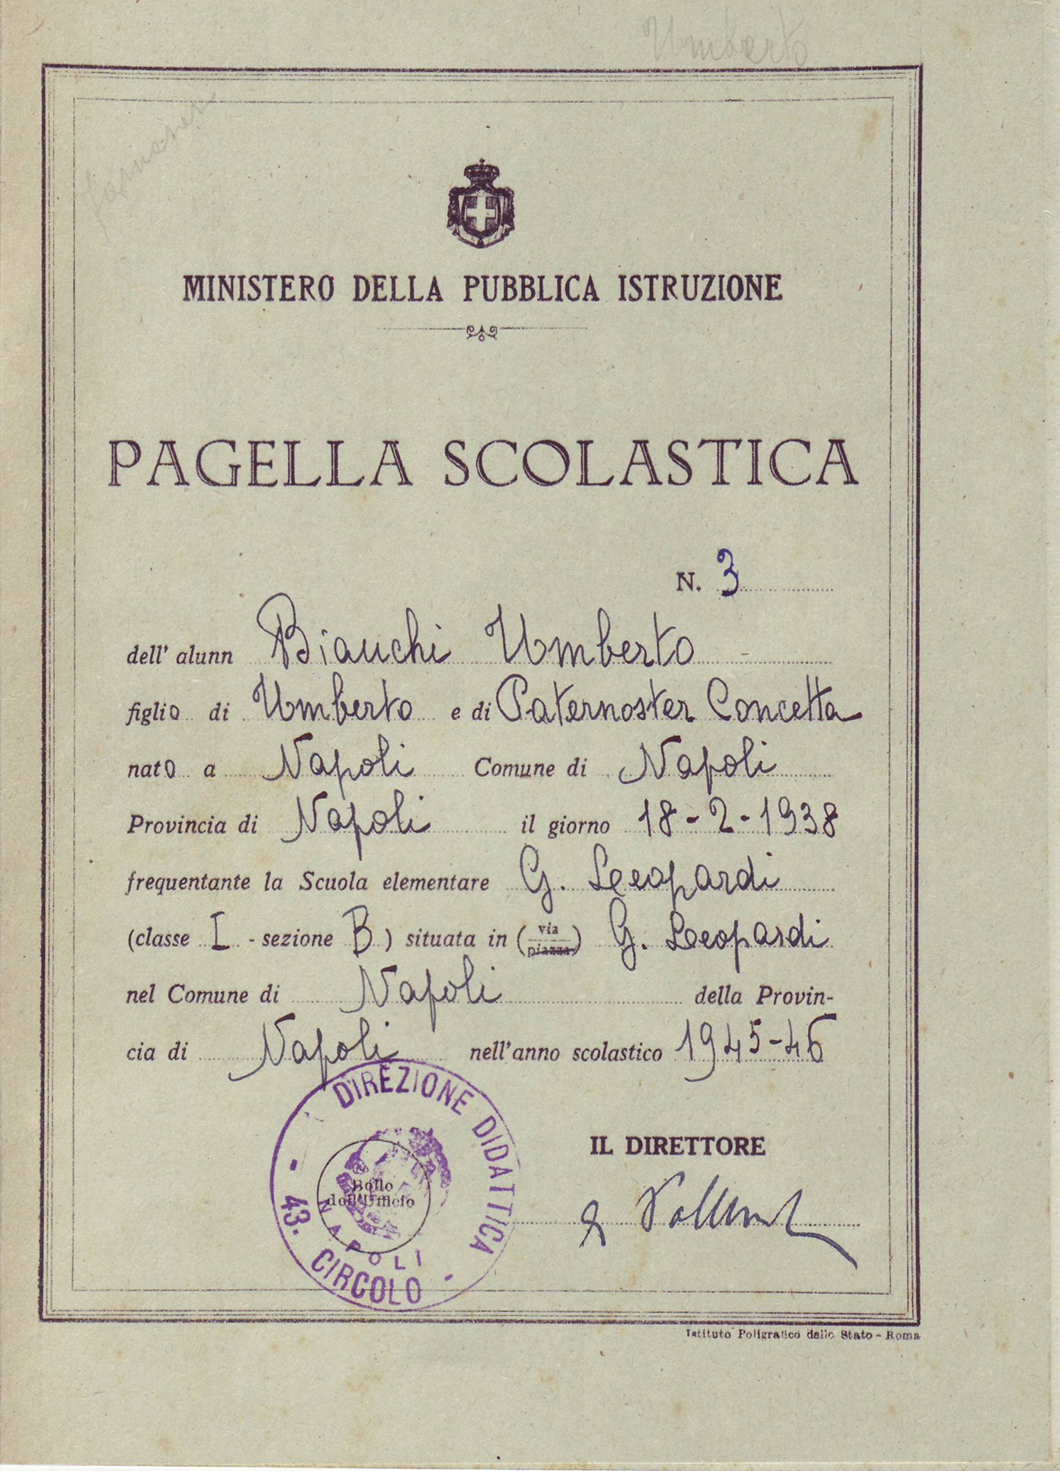 Umberto
MINISTERO DELLA PUBBLICA ISTRUZIONE
PAGELLA SCOLASTICA
N. 3
dell' alunn Bianchi Umberto
figlio di Umberto e di Paternoster Concetta
nato a Napoli Comune di Napoli
Provincia di Napoli il giorno 18-2-1938
frequentante la Scuola elementare G. Leopardi
(classe I - sezione B) situata in (via piazza) G. Leopardi
nel Comune di Napoli della Provin-
cia di Napoli nell'anno scolastico 1945-46
DIREZIONE DIDATTICA
43. CIRCOLO
NAPOLI
Bollo
dell'Ufficio
IL DIRETTORE
Istituto Poligrafico dello Stato - Roma